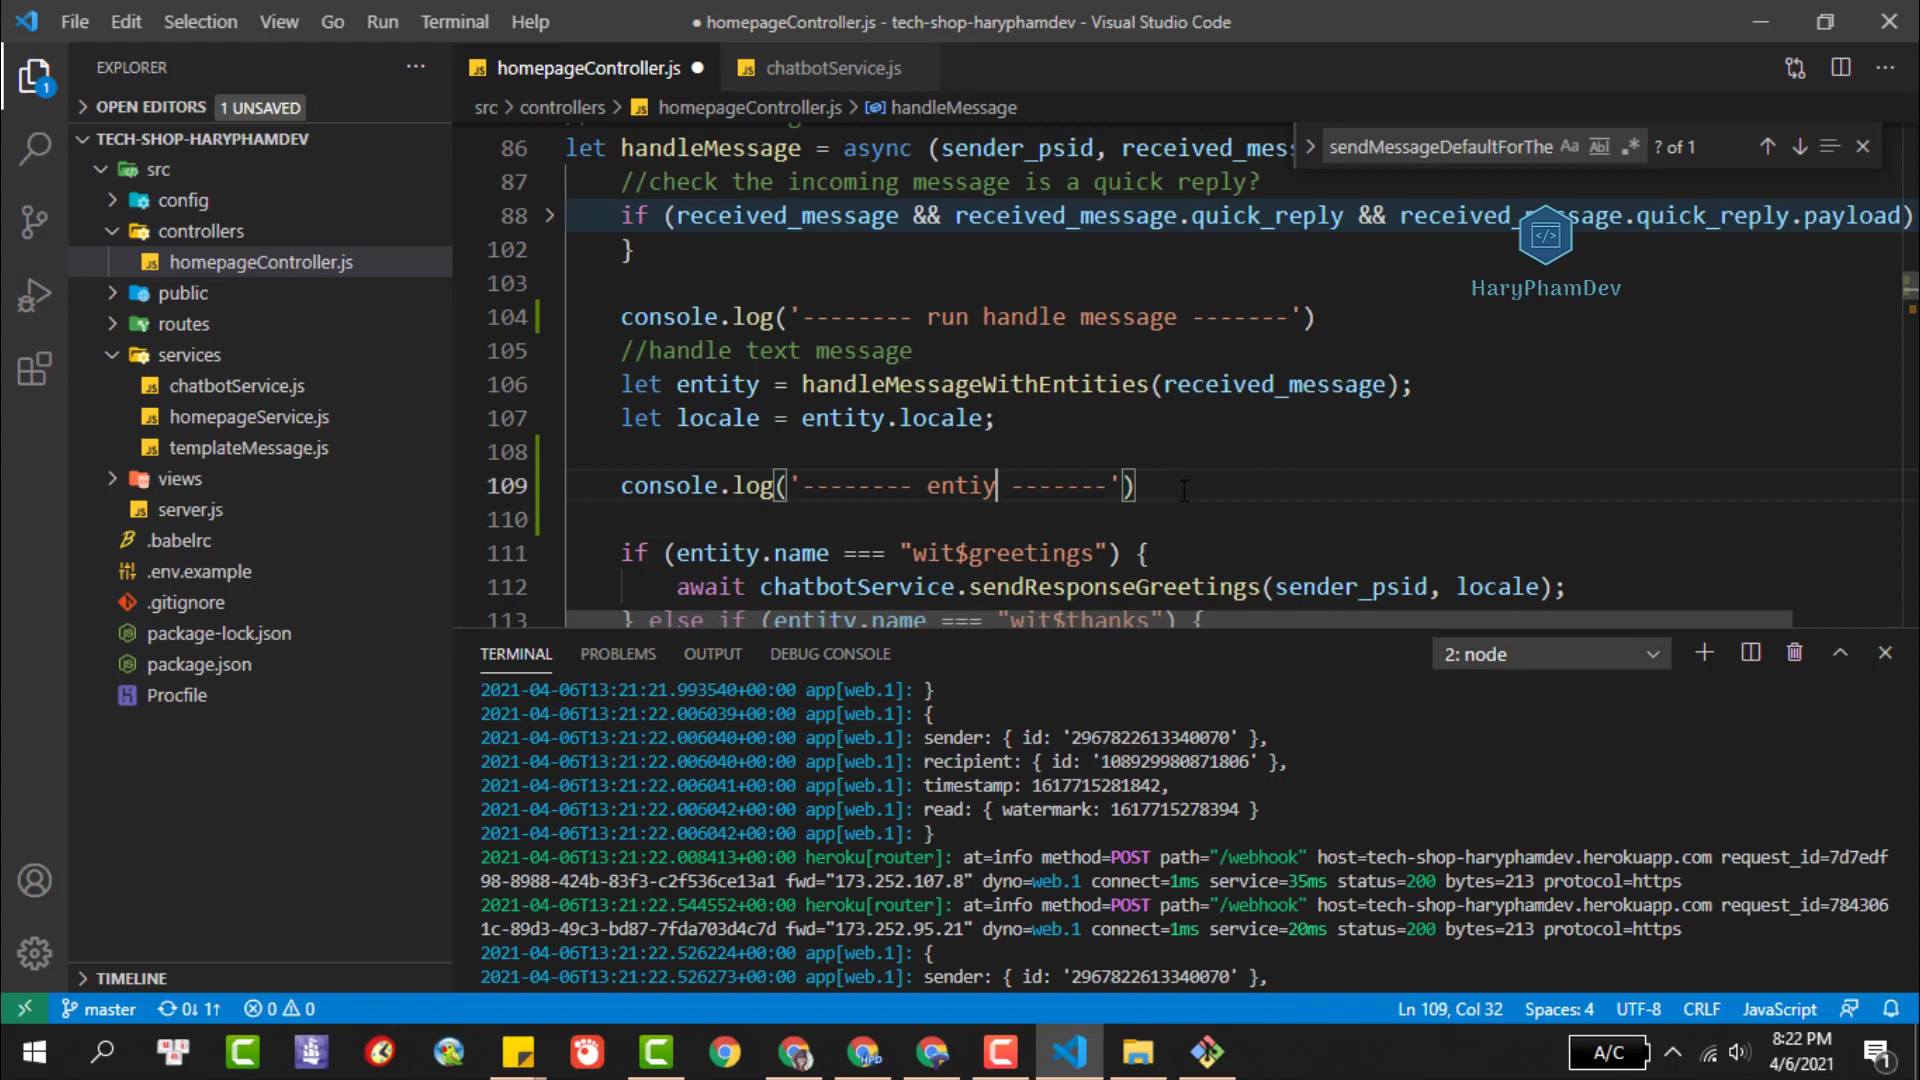 File Edit Selection View Go Run Terminal Help
● homepageController.js - tech-shop-haryphamdev - Visual Studio Code
EXPLORER
1
OPEN EDITORS 1 UNSAVED
TECH-SHOP-HARYPHAMDEV
src
config
controllers
homepageController.js
public
routes
services
chatbotService.js
homepageService.js
templateMessage.js
views
server.js
.babelrc
.env.example
.gitignore
package-lock.json
package.json
Procfile
TIMELINE
homepageController.js ●
chatbotService.js
src > controllers > homepageController.js > handleMessage
sendMessageDefaultForThe Aa Abl .* ? of 1
86 let handleMessage = async (sender_psid, received_mess
87 //check the incoming message is a quick reply?
88 if (received_message && received_message.quick_reply && received_message.quick_reply.payload)
102 }
103
HaryPhamDev
104 console.log('-------- run handle message -------')
105 //handle text message
106 let entity = handleMessageWithEntities(received_message);
107 let locale = entity.locale;
108
109 console.log('-------- entiy -------')
110
111 if (entity.name === "wit$greetings") {
112 await chatbotService.sendResponseGreetings(sender_psid, locale);
113 } else if (entity.name === "wit$thanks") {
TERMINAL PROBLEMS OUTPUT DEBUG CONSOLE
2: node
2021-04-06T13:21:21.993540+00:00 app[web.1]: }
2021-04-06T13:21:22.006039+00:00 app[web.1]: {
2021-04-06T13:21:22.006040+00:00 app[web.1]: sender: { id: '2967822613340070' },
2021-04-06T13:21:22.006040+00:00 app[web.1]: recipient: { id: '108929980871806' },
2021-04-06T13:21:22.006041+00:00 app[web.1]: timestamp: 1617715281842,
2021-04-06T13:21:22.006042+00:00 app[web.1]: read: { watermark: 1617715278394 }
2021-04-06T13:21:22.006042+00:00 app[web.1]: }
2021-04-06T13:21:22.008413+00:00 heroku[router]: at=info method=POST path="/webhook" host=tech-shop-haryphamdev.herokuapp.com request_id=7d7edf
98-8988-424b-83f3-c2f536ce13a1 fwd="173.252.107.8" dyno=web.1 connect=1ms service=35ms status=200 bytes=213 protocol=https
2021-04-06T13:21:22.544552+00:00 heroku[router]: at=info method=POST path="/webhook" host=tech-shop-haryphamdev.herokuapp.com request_id=784306
1c-89d3-49c3-bd87-7fda703d4c7d fwd="173.252.95.21" dyno=web.1 connect=1ms service=20ms status=200 bytes=213 protocol=https
2021-04-06T13:21:22.526224+00:00 app[web.1]: {
2021-04-06T13:21:22.526273+00:00 app[web.1]: sender: { id: '2967822613340070' },
master 0↓ 1↑ 0 0
Ln 109, Col 32 Spaces: 4 UTF-8 CRLF JavaScript
A/C
8:22 PM
4/6/2021
1